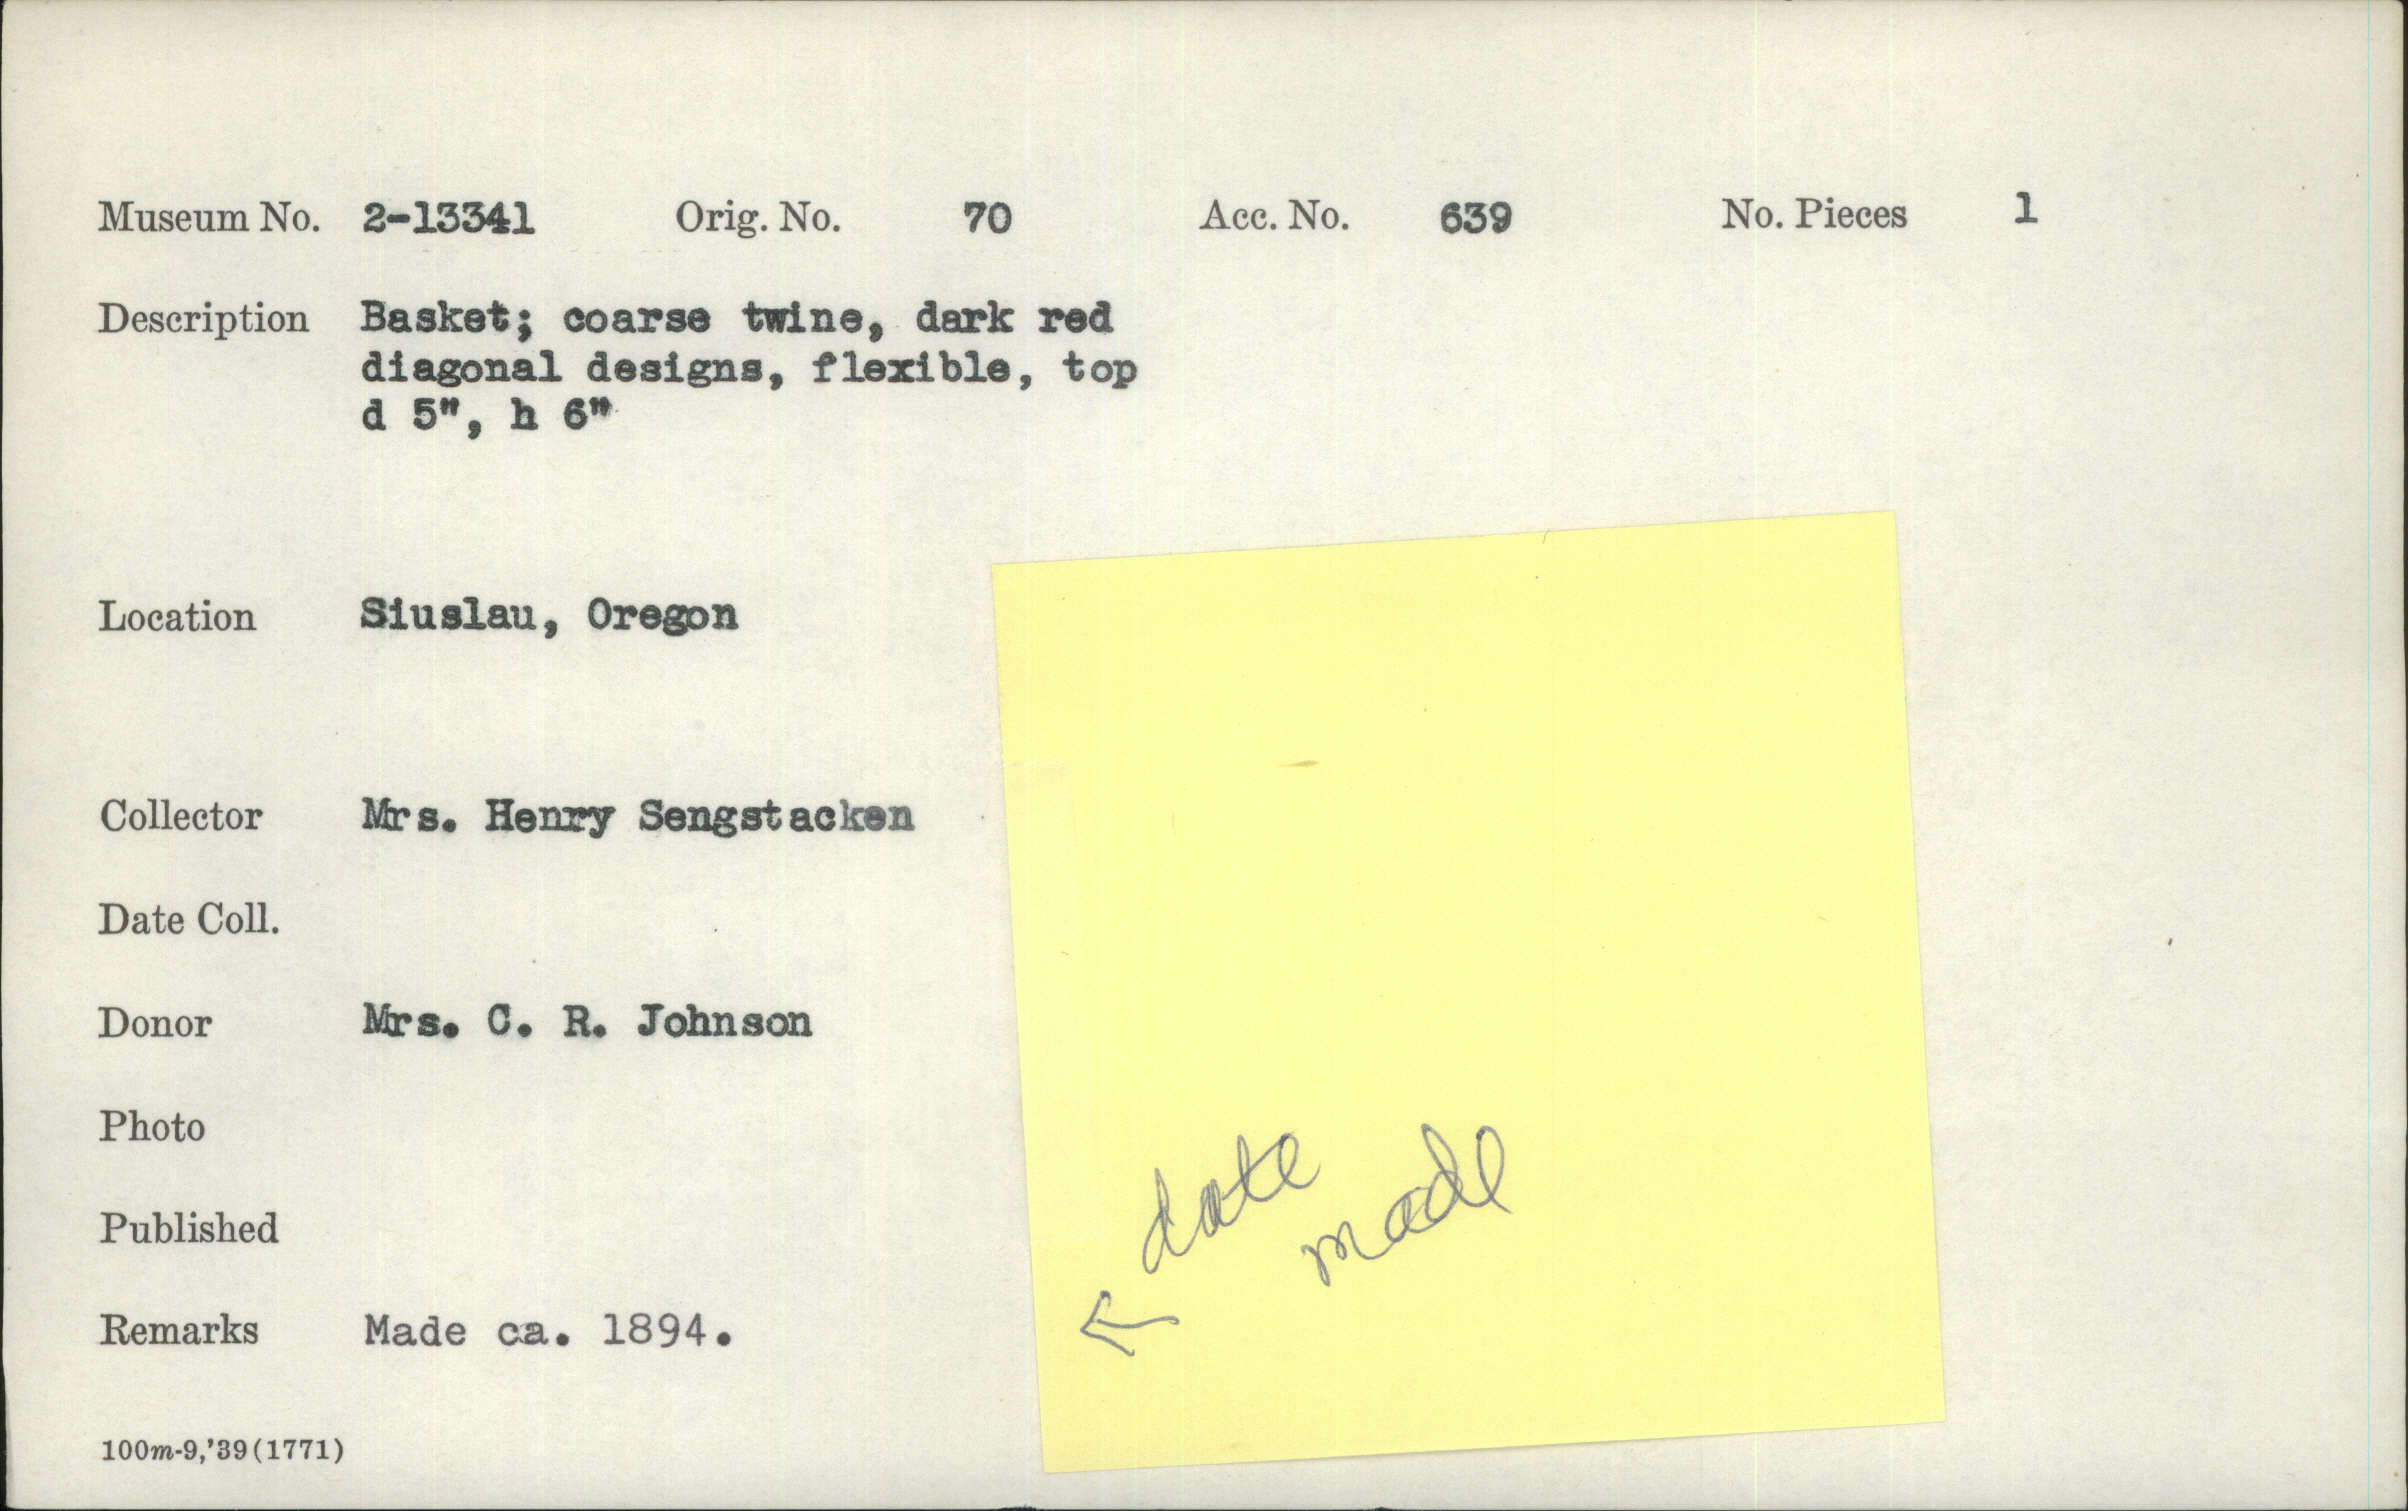 Museum No. 2-13341 Orig. No. 70 Acc. No. 639 No. Pieces 1
Description Basket; coarse twine, dark red
diagonal designs, flexible, top
d 5", h 6"
Location Siuslau, Oregon
Collector Mrs. Henry Sengstacken
Date Coll.
Donor Mrs. C. R. Johnson
Photo
Published
Remarks Made ca. 1894.
← date
made
100m-9,'39(1771)